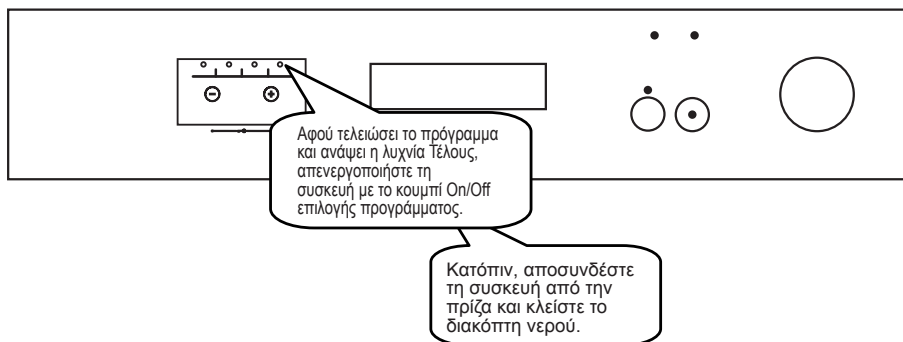 Αφού τελειώσει το πρόγραμμα
και ανάψει η λυχνία Τέλους,
απενεργοποιήστε τη
συσκευή με το κουμπί On/Off
επιλογής προγράμματος.
Κατόπιν, αποσυνδέστε
τη συσκευή από την
πρίζα και κλείστε το
διακόπτη νερού.